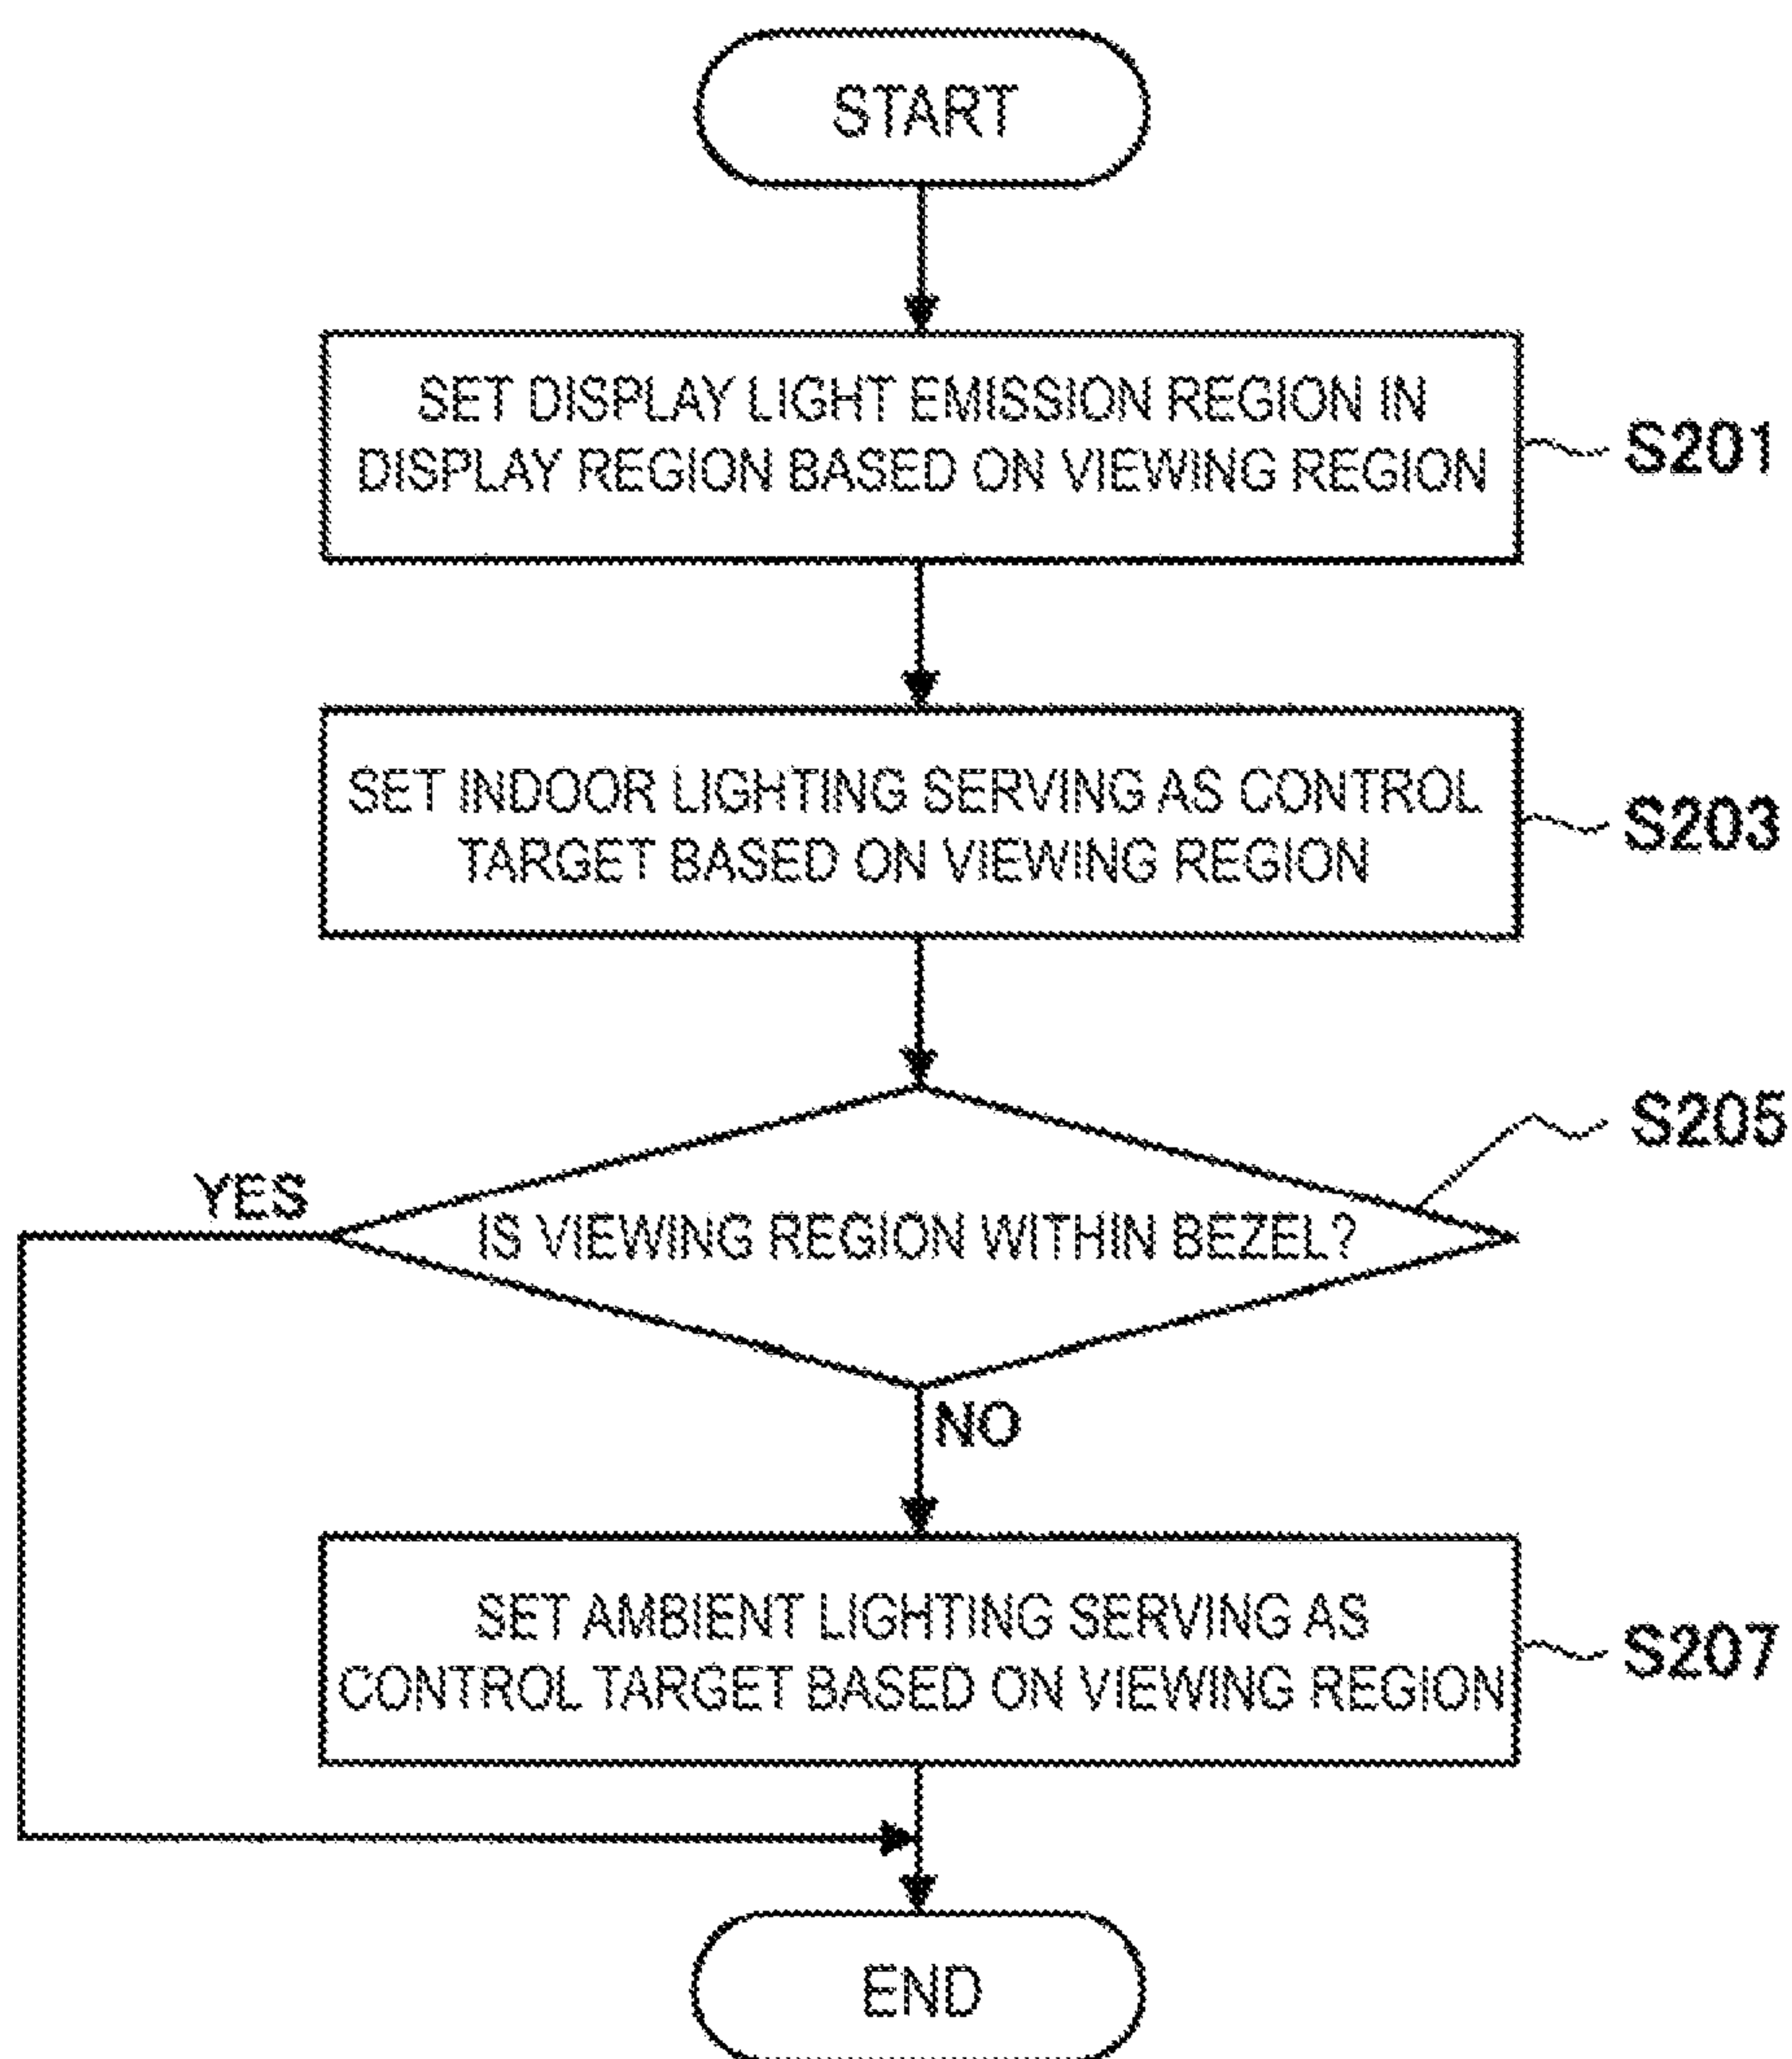 START
SET DISPLAY LIGHT EMISSION REGION IN
DISPLAY REGION BASED ON VIEWING REGION
S201
SET INDOOR LIGHTING SERVING AS CONTROL
TARGET BASED ON VIEWING REGION
S203
S205
YES
IS VIEWING REGION WITHIN BEZEL?
NO
SET AMBIENT LIGHTING SERVING AS
CONTROL TARGET BASED ON VIEWING REGION
S207
END